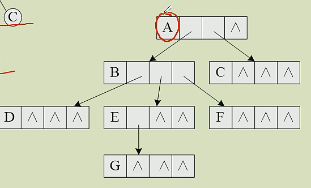 C
A ∧
B C ∧ ∧ ∧
D ∧ ∧ ∧ E ∧ ∧ F ∧ ∧ ∧
G ∧ ∧ ∧